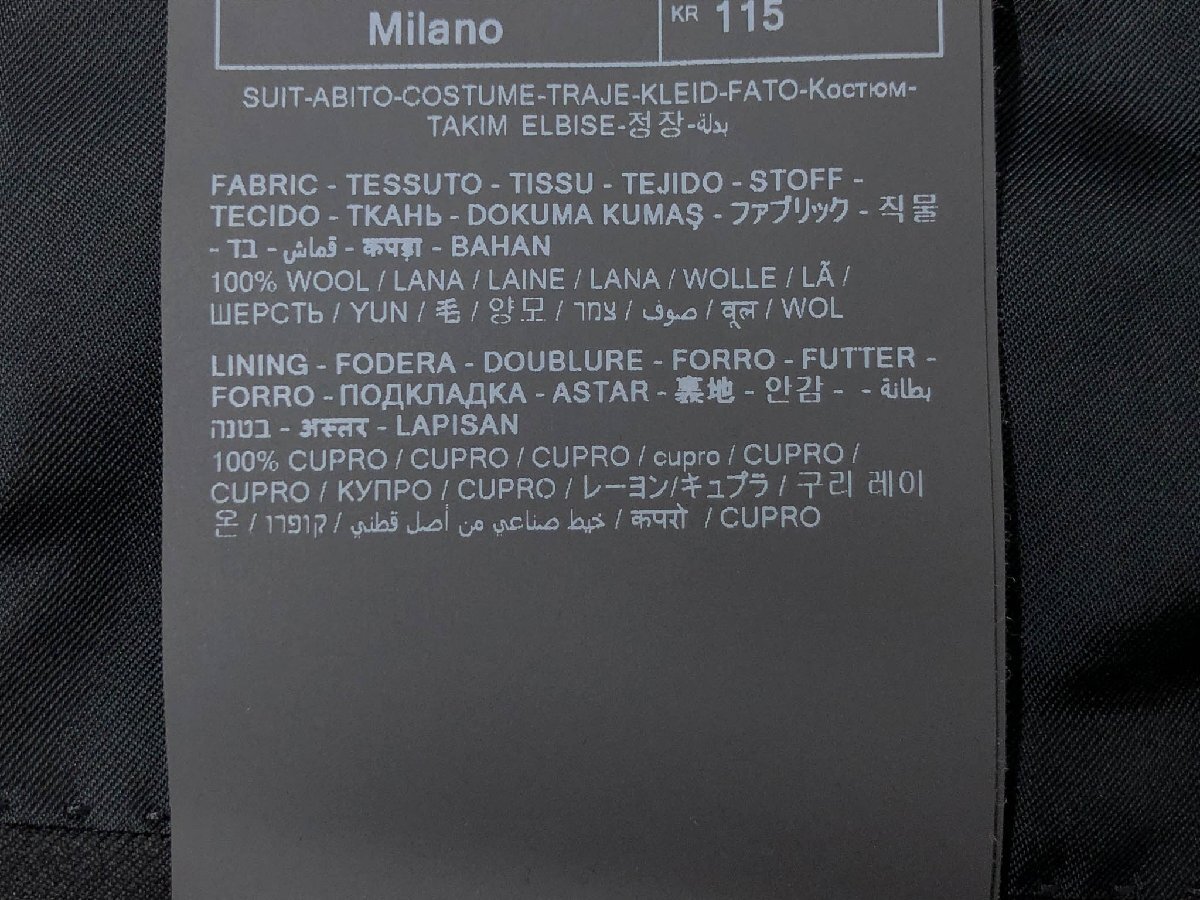 Milano
KR 115
SUIT-ABITO-COSTUME-TRAJE-KLEID-FATO-Костюм-
TAKIM ELBISE-정장-بدلة
FABRIC - TESSUTO - TISSU - TEJIDO - STOFF -
TECIDO - ТКАНЬ - DOKUMA KUMAŞ - ファブリック - 직물
- בד - قماش - कपड़ा - BAHAN
100% WOOL / LANA / LAINE / LANA / WOLLE / LÃ /
ШЕРСТЬ / YUN / 毛 / 양모 / צמר / صوف / वूल / WOL
LINING - FODERA - DOUBLURE - FORRO - FUTTER -
FORRO - ПОДКЛАДКА - ASTAR - 裏地 - 안감 - - بطانة
בטנה - अस्तर - LAPISAN
100% CUPRO / CUPRO / CUPRO / cupro / CUPRO /
CUPRO / КУПРО / CUPRO / レーヨン/キュプラ / 구리 레이
온 / קופרו / خيط صناعي من أصل قطني / कपरो / CUPRO